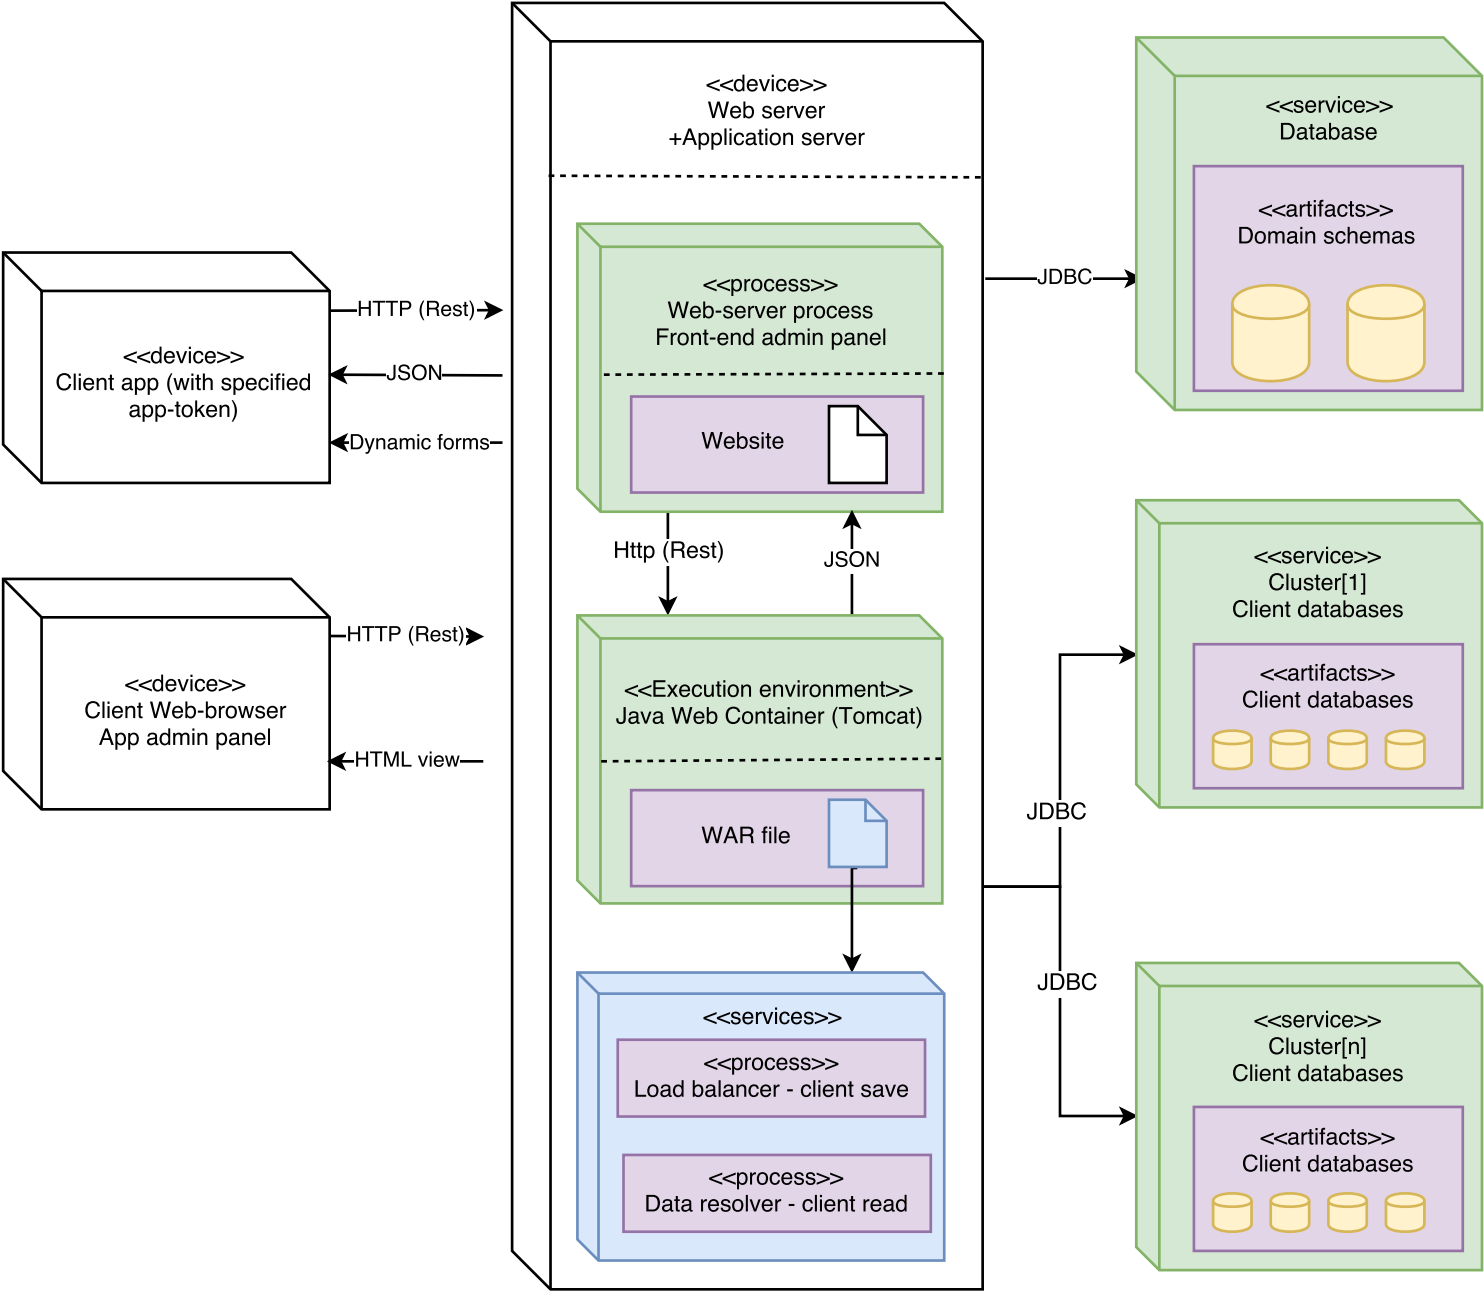 <<device>>
Web server
+Application server
<<process>>
Web-server process
Front-end admin panel
Website
Http (Rest)
JSON
<<Execution environment>>
Java Web Container (Tomcat)
WAR file
<<services>>
<<process>>
Load balancer - client save
<<process>>
Data resolver - client read
<<device>>
Client app (with specified
app-token)
HTTP (Rest)
JSON
Dynamic forms
<<device>>
Client Web-browser
App admin panel
HTTP (Rest)
HTML view
JDBC
<<service>>
Database
<<artifacts>>
Domain schemas
JDBC
<<service>>
Cluster[1]
Client databases
<<artifacts>>
Client databases
JDBC
<<service>>
Cluster[n]
Client databases
<<artifacts>>
Client databases